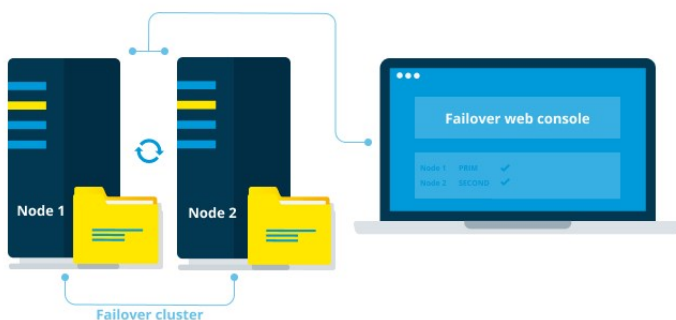 Failover web console
Node 1 PRIM
Node 2 SECOND
Node 1
Node 2
Failover cluster